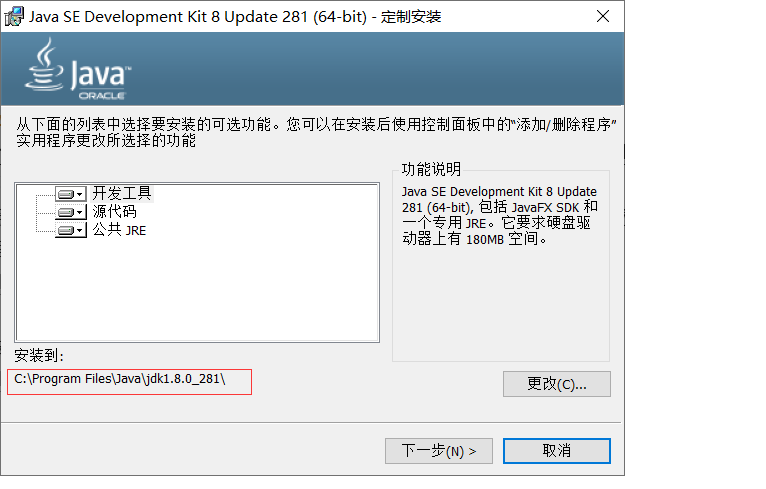 Java SE Development Kit 8 Update 281 (64-bit) - 定制安装
Java™
ORACLE
从下面的列表中选择要安装的可选功能。您可以在安装后使用控制面板中的“添加/删除程序”
实用程序更改所选择的功能
开发工具
源代码
公共 JRE
功能说明
Java SE Development Kit 8 Update
281 (64-bit), 包括 JavaFX SDK 和
一个专用 JRE。它要求硬盘驱
动器上有 180MB 空间。
安装到:
C:\Program Files\Java\jdk1.8.0_281\
更改(C)...
下一步(N) >
取消